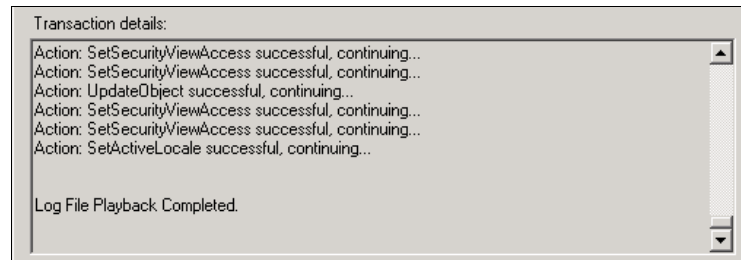 Transaction details:
Action: SetSecurityViewAccess successful, continuing...
Action: SetSecurityViewAccess successful, continuing...
Action: UpdateObject successful, continuing...
Action: SetSecurityViewAccess successful, continuing...
Action: SetSecurityViewAccess successful, continuing...
Action: SetActiveLocale successful, continuing...
Log File Playback Completed.